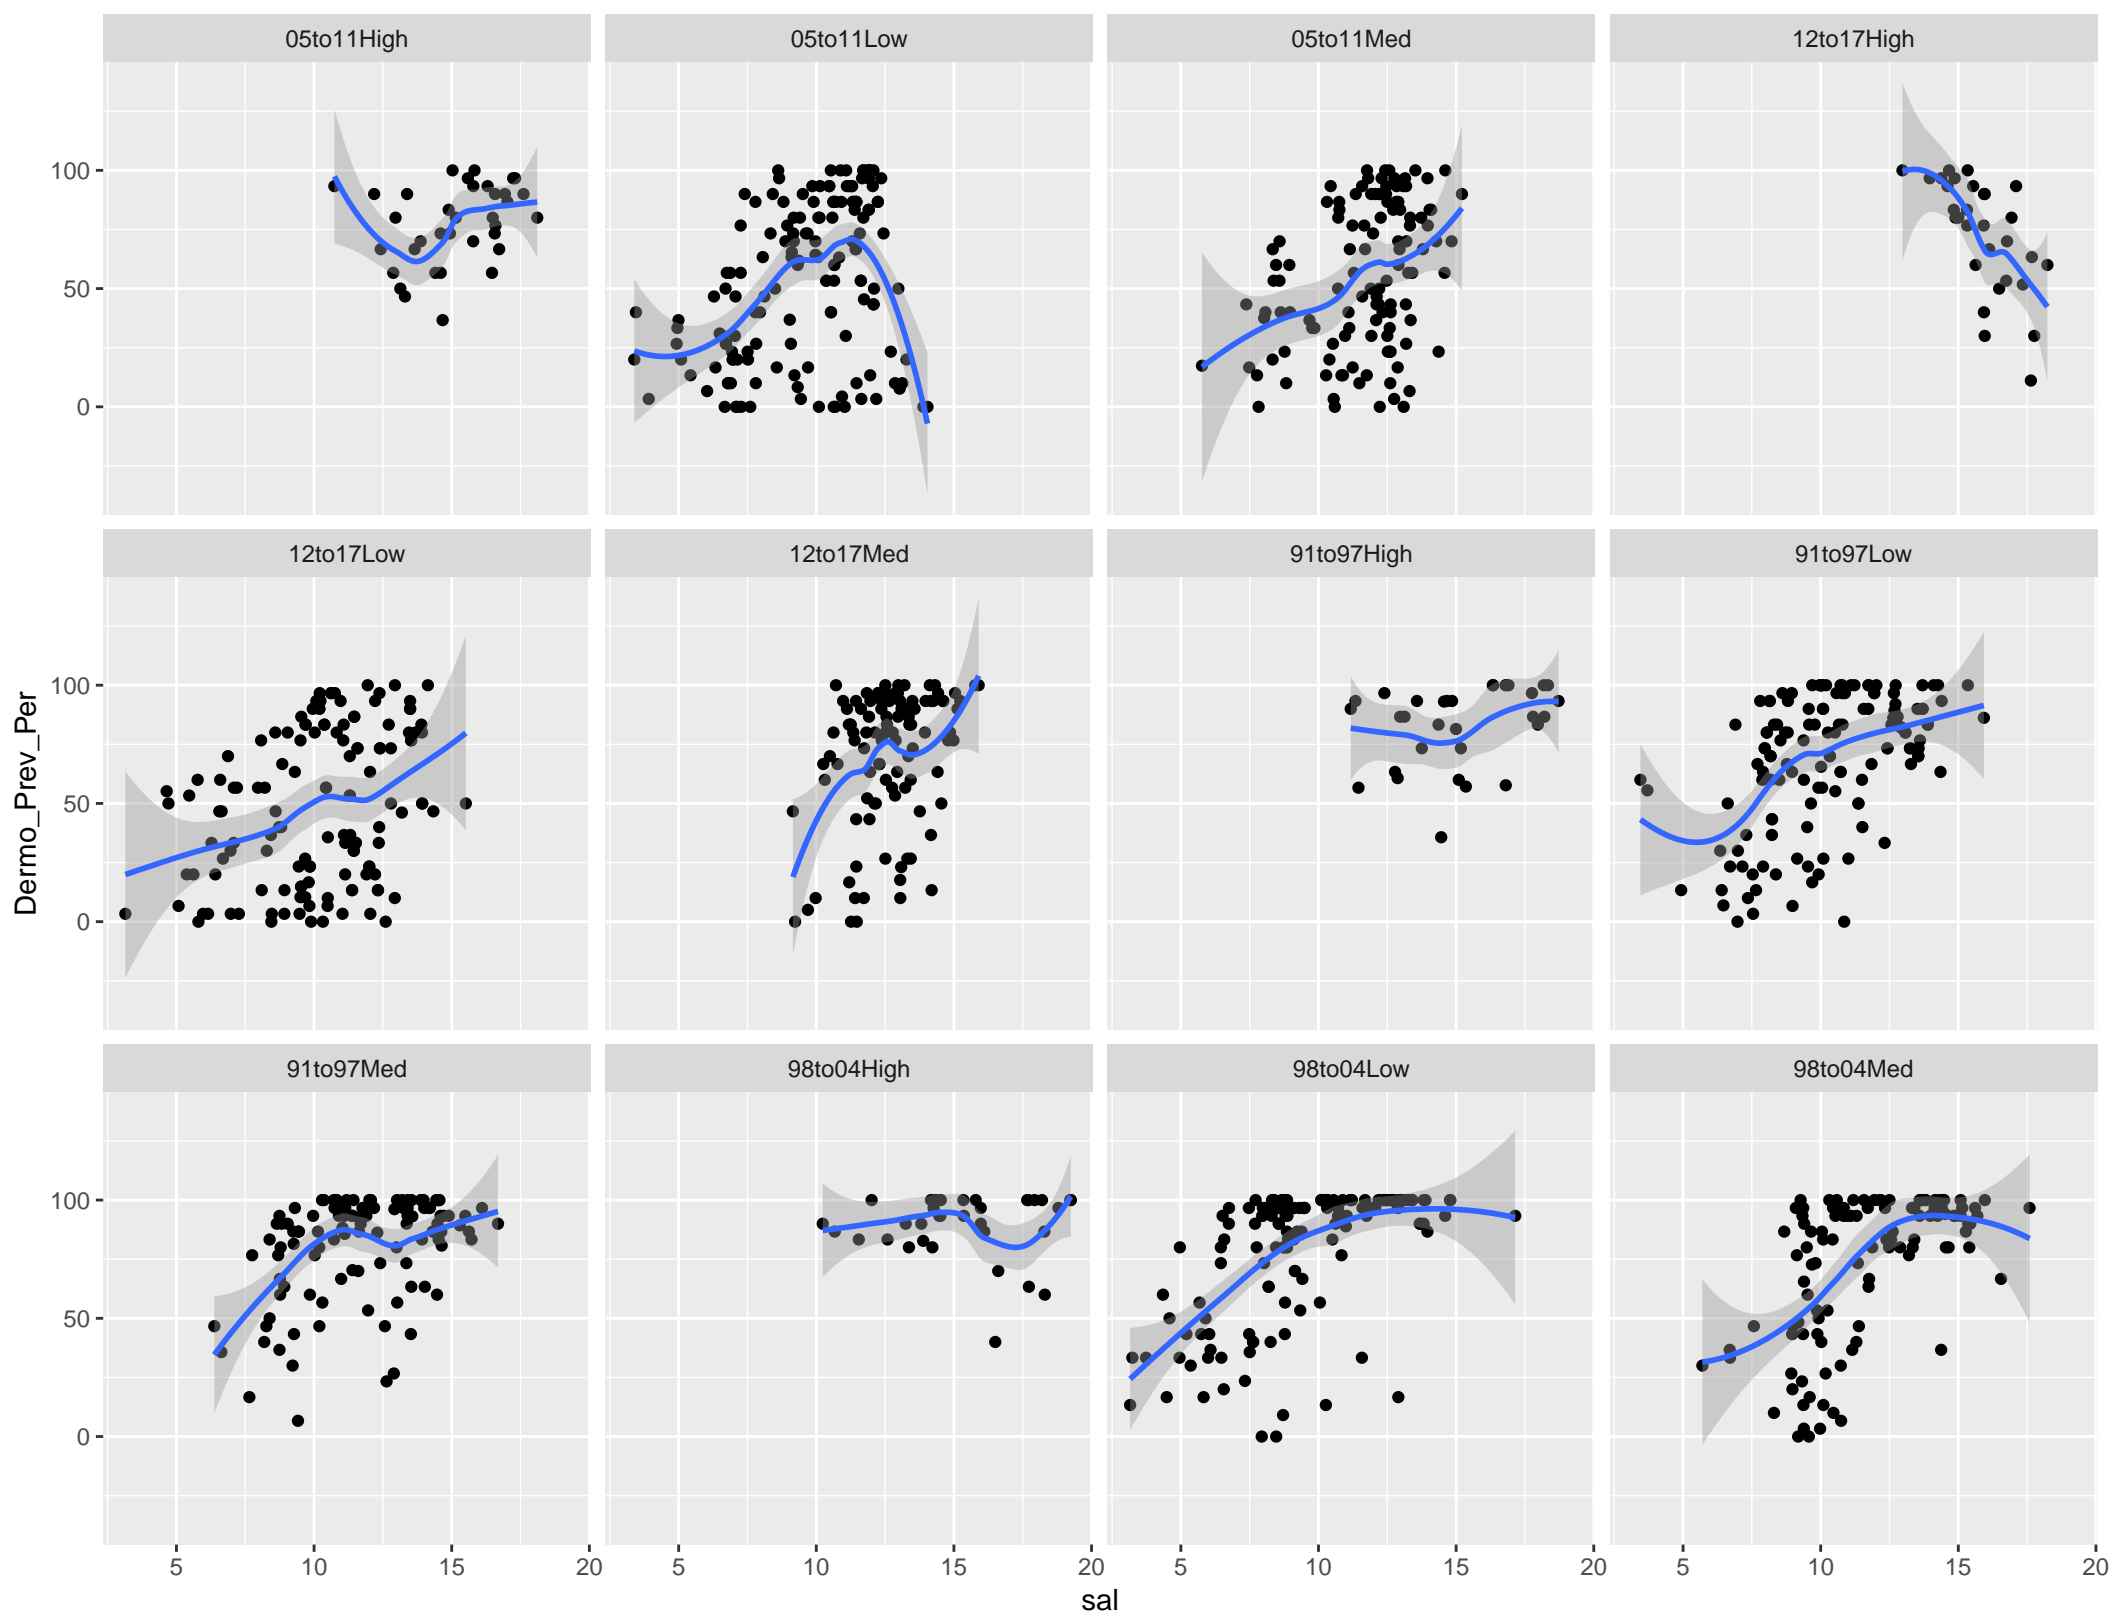 05to11High 05to11Low 05to11Med 12to17High
100
50
0
12to17Low 12to17Med 91to97High 91to97Low
100
50
0
91to97Med 98to04High 98to04Low 98to04Med
100
50
0
5 10 15 20 5 10 15 20 5 10 15 20 5 10 15 20
sal
Dermo_Prev_Per